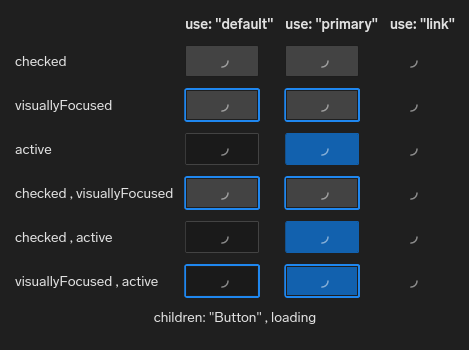 use: "default" use: "primary" use: "link"
checked
visuallyFocused
active
checked , visuallyFocused
checked , active
visuallyFocused , active
children: "Button" , loading